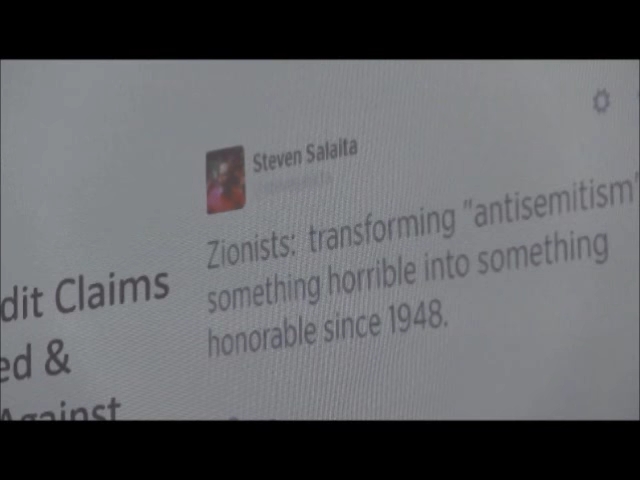 Steven Salaita
Zionists: transforming "antisemitism"
something horrible into something
honorable since 1948.
dit Claims
ed &
Against